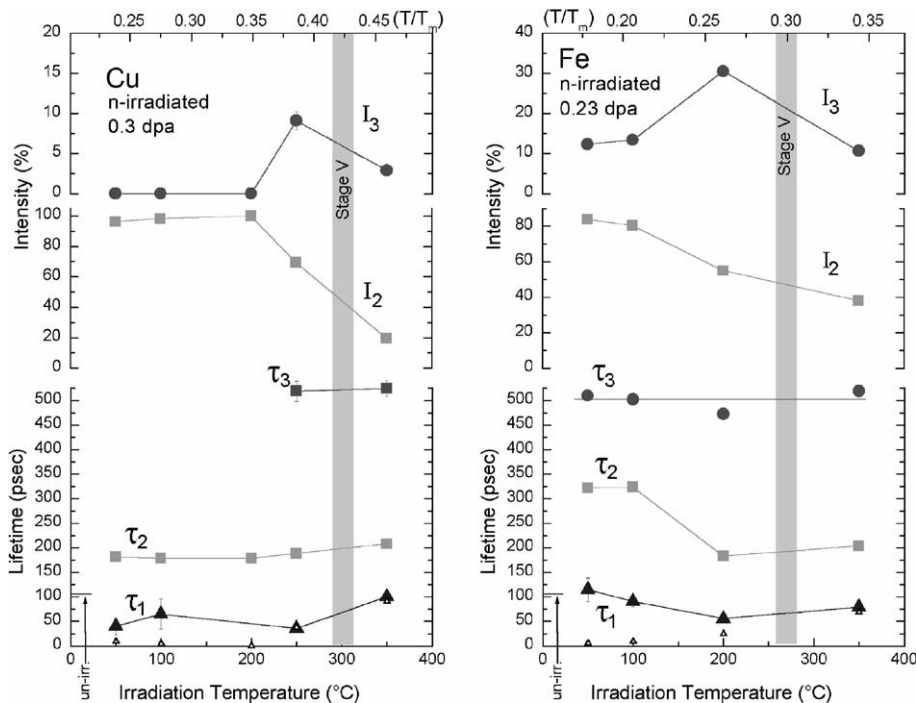 0.25 0.30 0.35 0.40 0.45 (T/Tm)
Cu
n-irradiated
0.3 dpa
I3
Stage V
Intensity (%)
20
15
10
5
0
I2
100
80
60
40
20
0
τ3
τ2
τ1
Lifetime (psec)
500
450
400
350
300
250
200
150
100
50
0
un-irr.
0 100 200 300 400
Irradiation Temperature (°C)
(T/Tm) 0.20 0.25 0.30 0.35
Fe
n-irradiated
0.23 dpa
I3
Stage V
Intensity (%)
40
30
20
10
0
I2
100
80
60
40
20
0
τ3
τ2
τ1
Lifetime (psec)
500
450
400
350
300
250
200
150
100
50
0
un-irr.
0 100 200 300 400
Irradiation Temperature (°C)